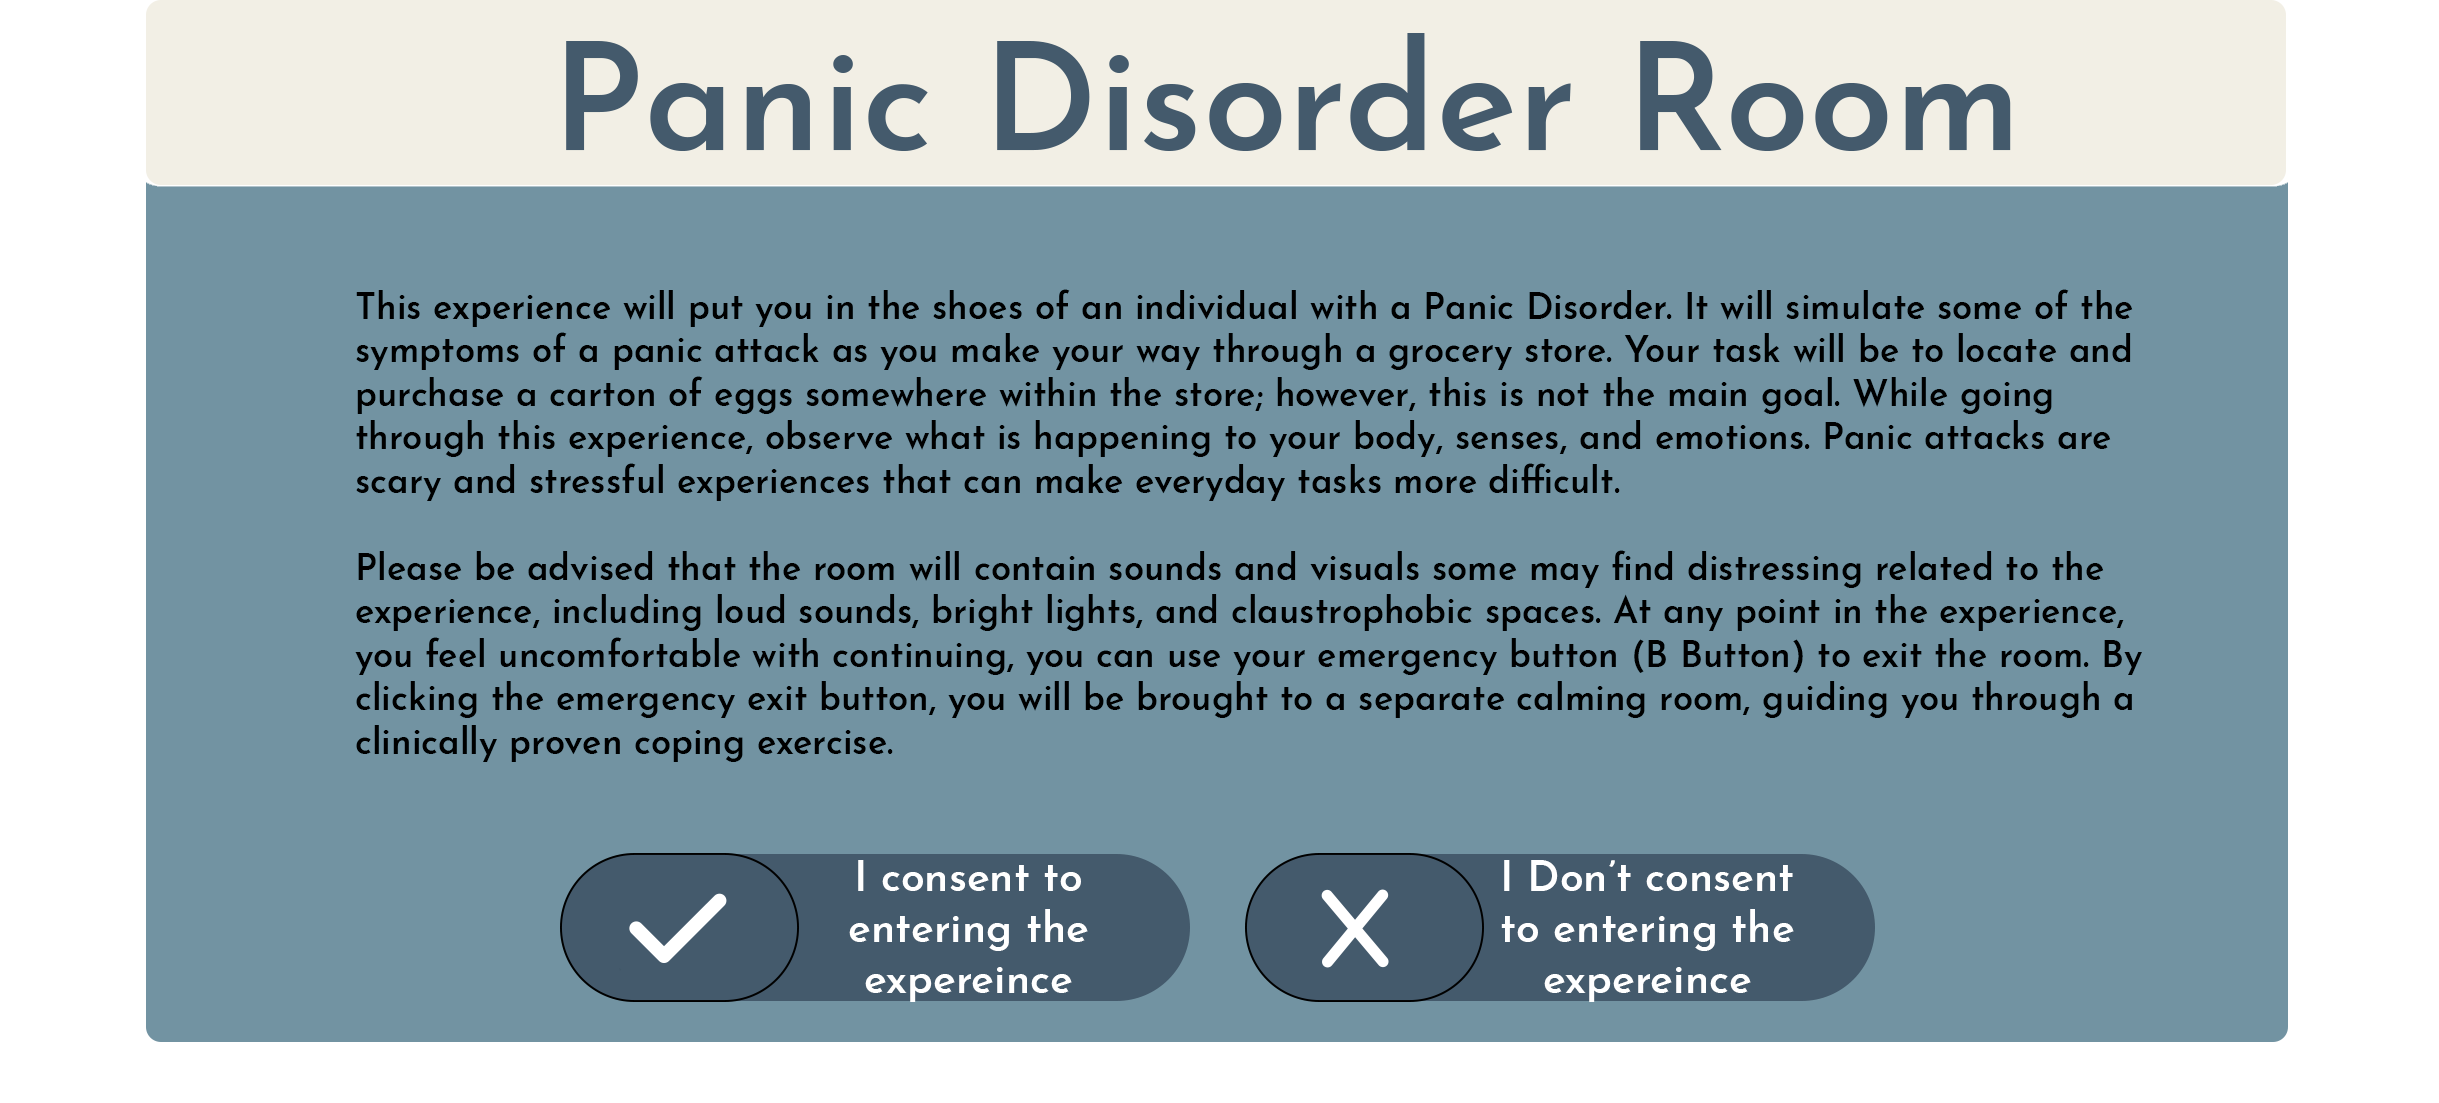 Panic Disorder Room
This experience will put you in the shoes of an individual with a Panic Disorder. It will simulate some of the
symptoms of a panic attack as you make your way through a grocery store. Your task will be to locate and
purchase a carton of eggs somewhere within the store; however, this is not the main goal. While going
through this experience, observe what is happening to your body, senses, and emotions. Panic attacks are
scary and stressful experiences that can make everyday tasks more difficult.
Please be advised that the room will contain sounds and visuals some may find distressing related to the
experience, including loud sounds, bright lights, and claustrophobic spaces. At any point in the experience,
you feel uncomfortable with continuing, you can use your emergency button (B Button) to exit the room. By
clicking the emergency exit button, you will be brought to a separate calming room, guiding you through a
clinically proven coping exercise.
I consent to
entering the
expereince
I Don’t consent
to entering the
expereince